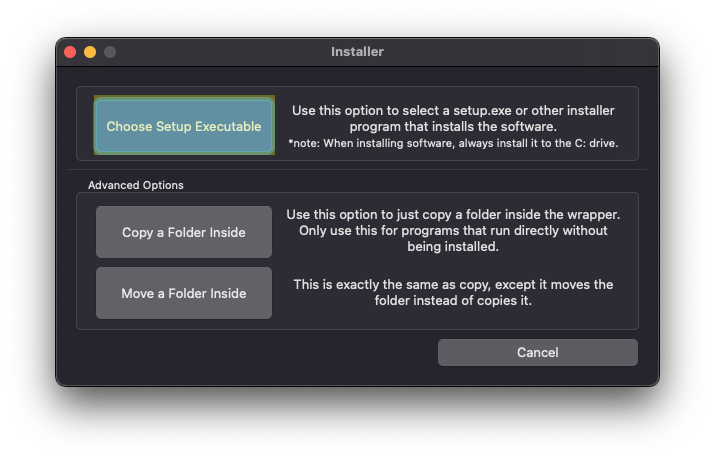 Installer
Choose Setup Executable
Use this option to select a setup.exe or other installer
program that installs the software.
*note: When installing software, always install it to the C: drive.
Advanced Options
Copy a Folder Inside
Use this option to just copy a folder inside the wrapper.
Only use this for programs that run directly without
being installed.
Move a Folder Inside
This is exactly the same as copy, except it moves the
folder instead of copies it.
Cancel